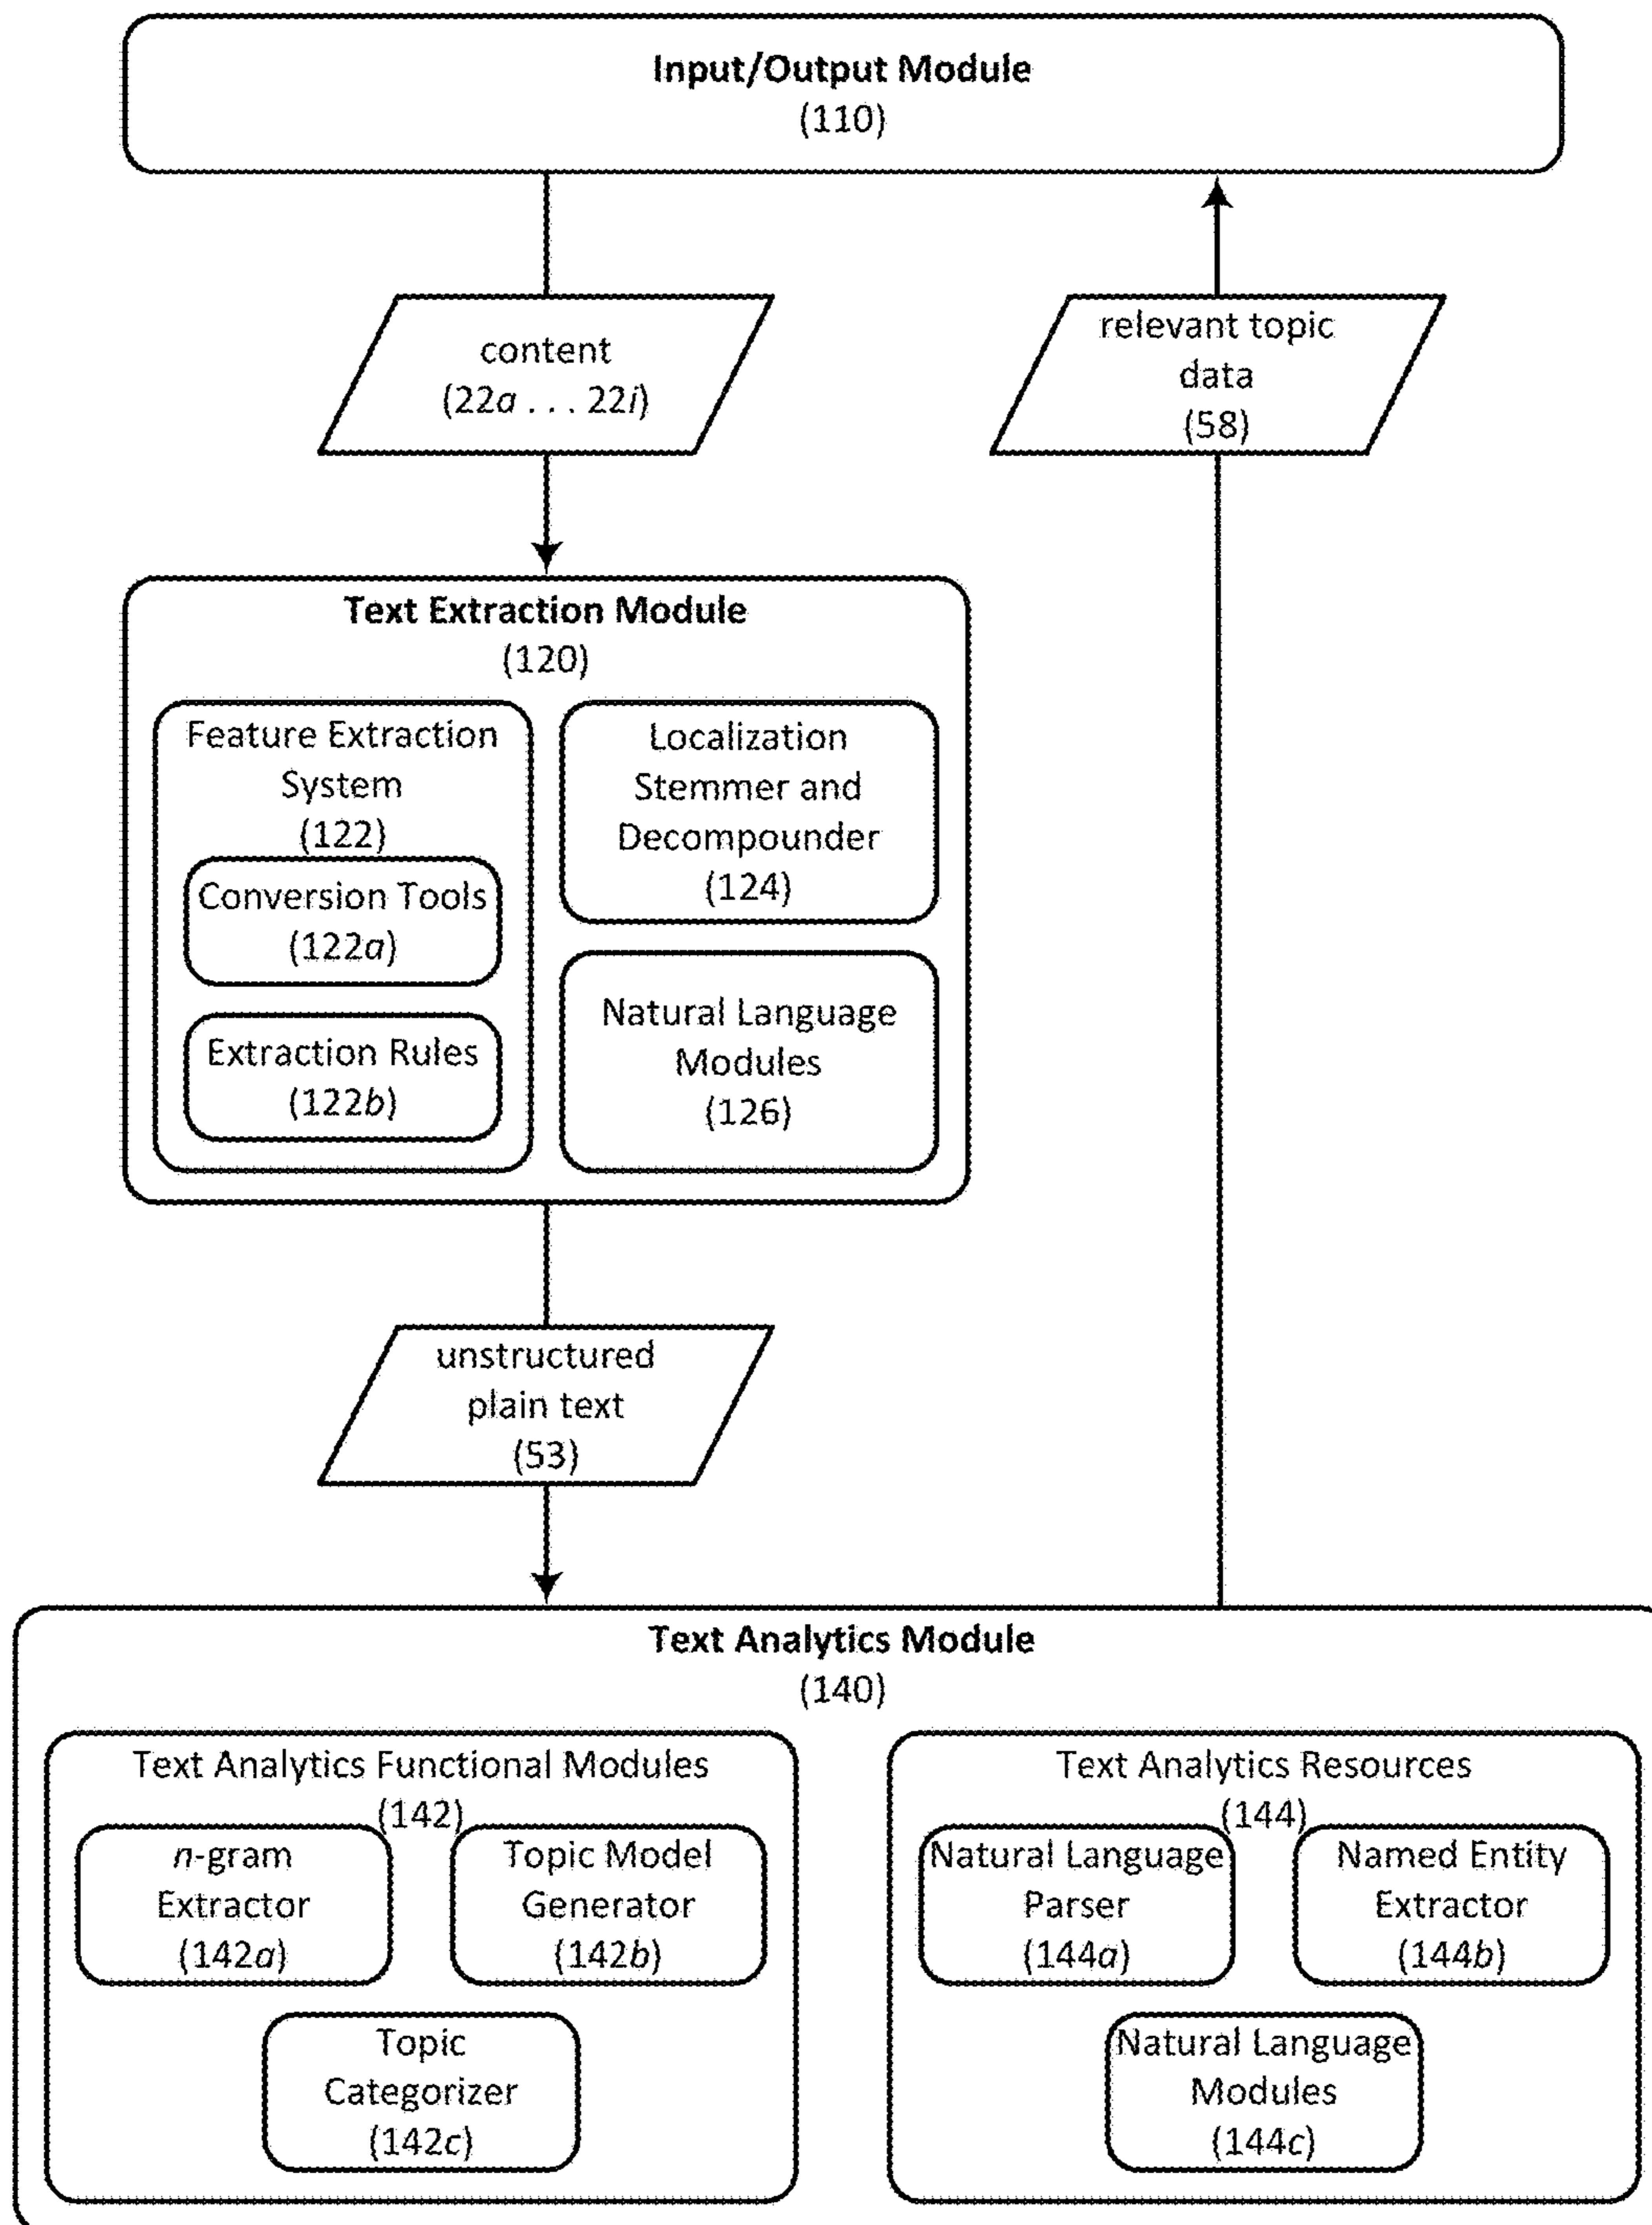 Input/Output Module
(110)
content
(22a . . . 22i)
relevant topic
data
(58)
Text Extraction Module
(120)
Feature Extraction
System
(122)
Conversion Tools
(122a)
Extraction Rules
(122b)
Localization
Stemmer and
Decompounder
(124)
Natural Language
Modules
(126)
unstructured
plain text
(53)
Text Analytics Module
(140)
Text Analytics Functional Modules
(142)
n-gram
Extractor
(142a)
Topic Model
Generator
(142b)
Topic
Categorizer
(142c)
Text Analytics Resources
(144)
Natural Language
Parser
(144a)
Named Entity
Extractor
(144b)
Natural Language
Modules
(144c)